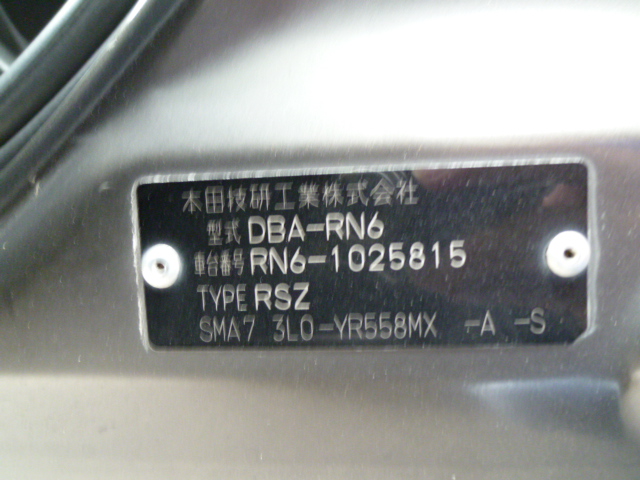 本田技研工業株式会社
型式 DBA-RN6
車台番号 RN6-1025815
TYPE RSZ
SMA7 3L0-YR558MX -A -S